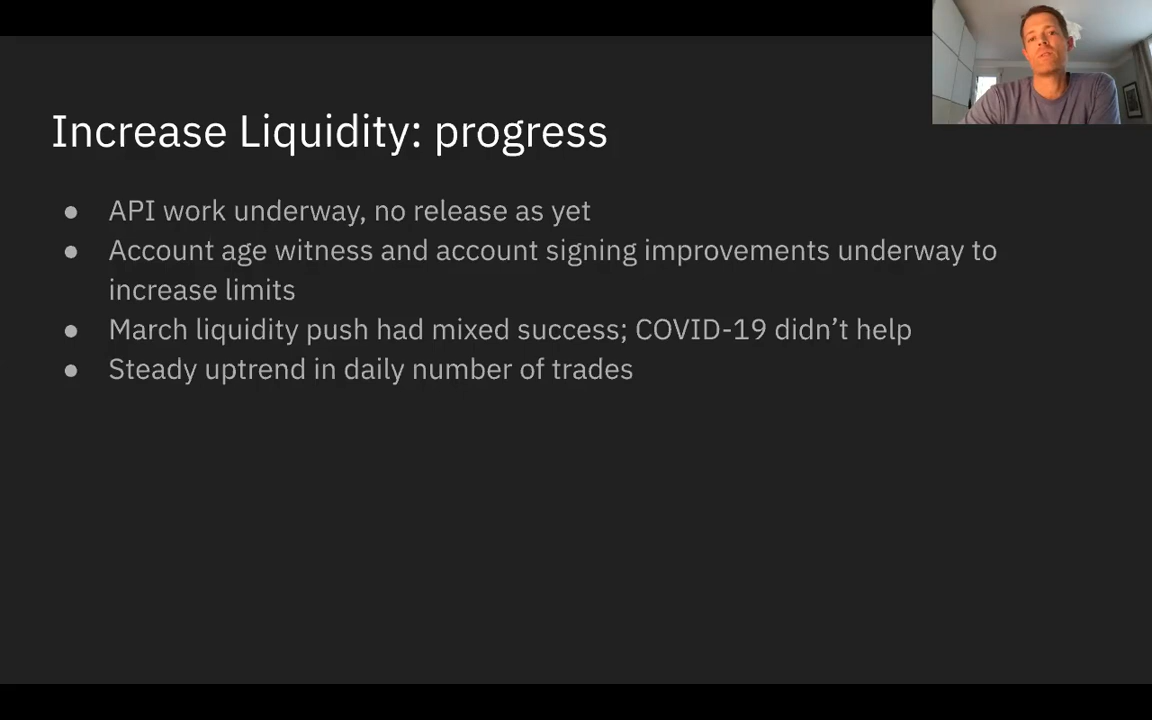 Increase Liquidity: progress
● API work underway, no release as yet
● Account age witness and account signing improvements underway to
increase limits
● March liquidity push had mixed success; COVID-19 didn’t help
● Steady uptrend in daily number of trades